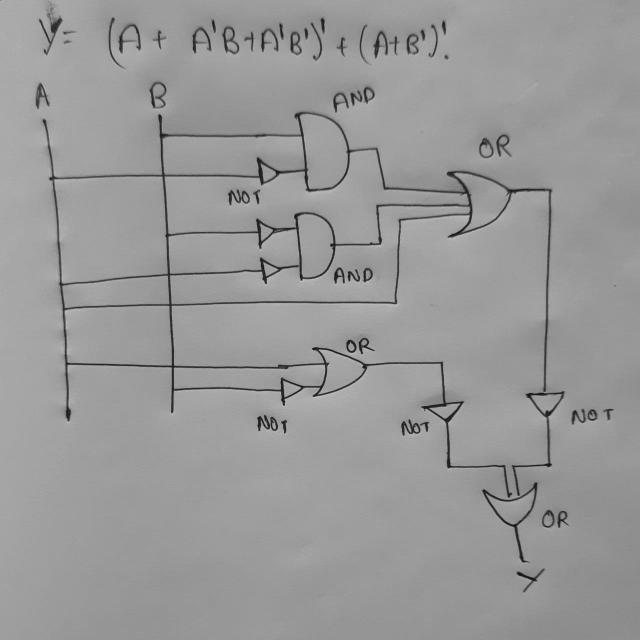 Y= (A + A'B+A'B')' + (A+B')'.
A B
AND
OR
NOT
AND
OR
NOT
NOT
NOT
OR
Y